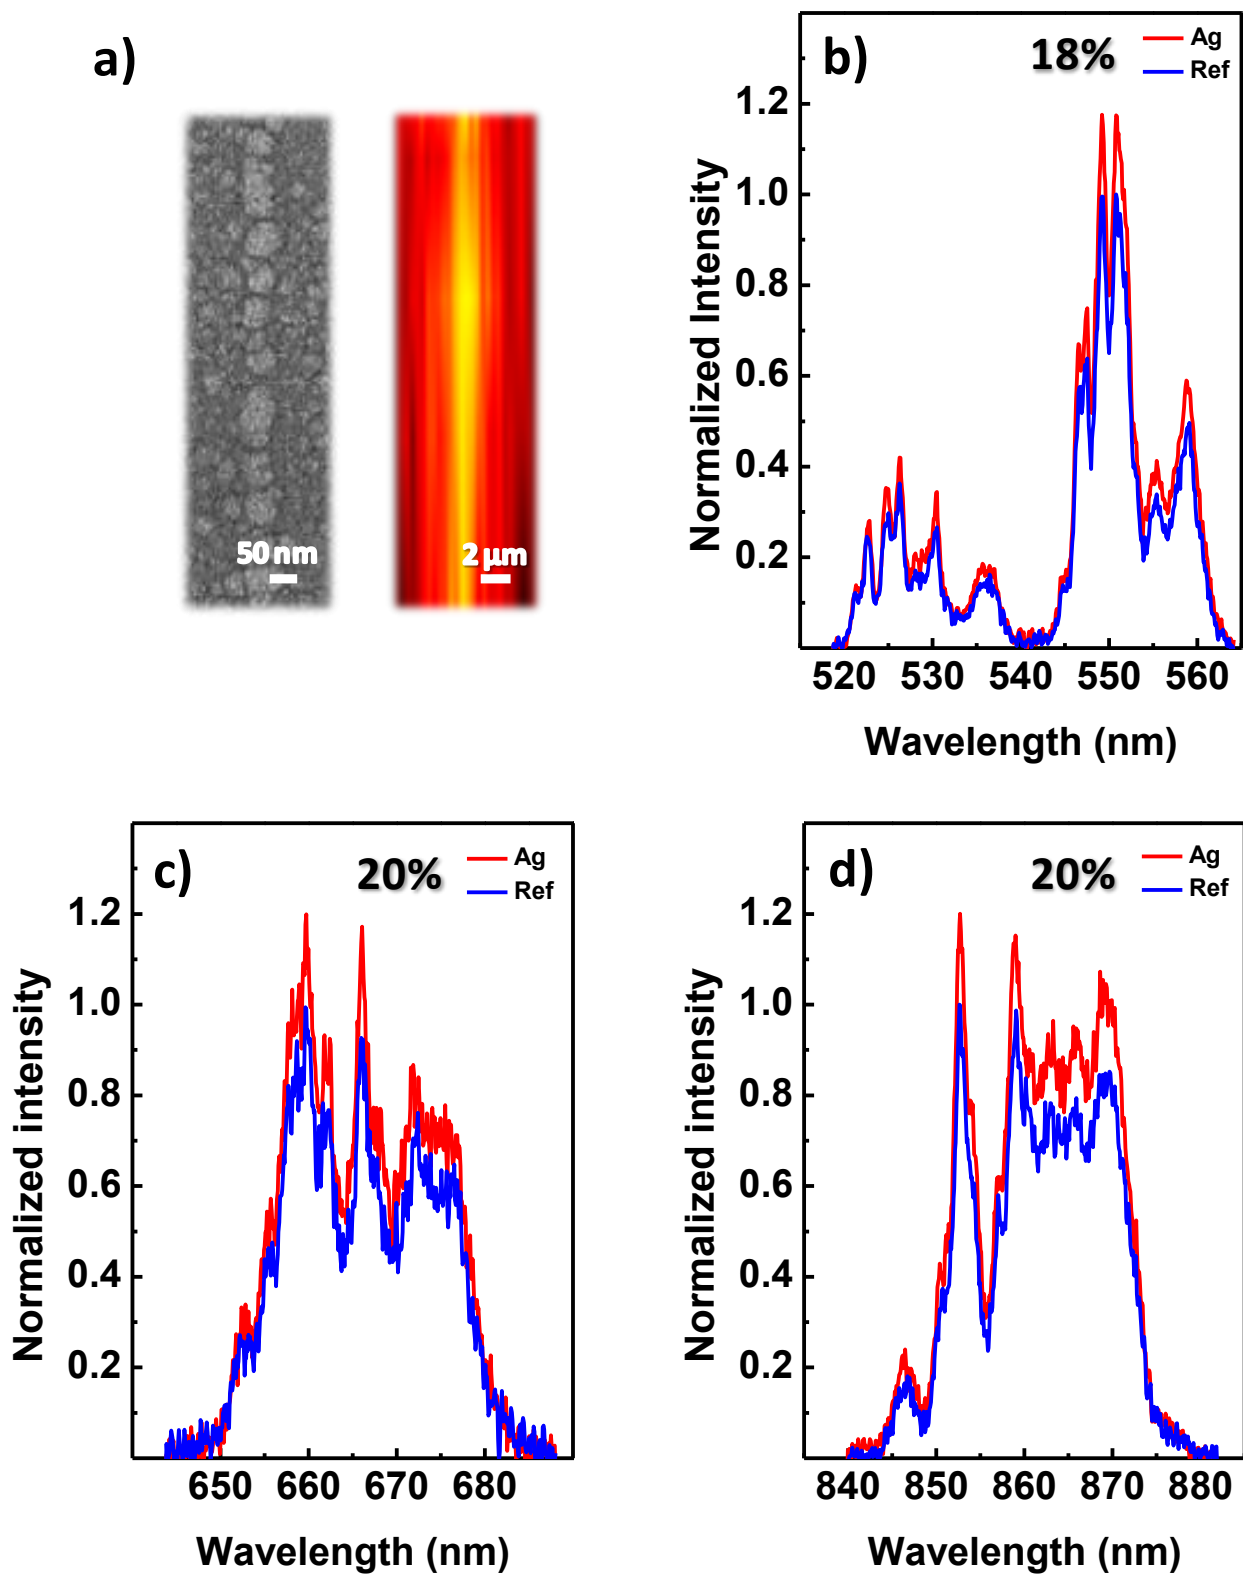 a)
50 nm
2 µm
b)
18%
Ag
Ref
Normalized Intensity
1.2
1.0
0.8
0.6
0.4
0.2
520 530 540 550 560
Wavelength (nm)
c)
20%
Ag
Ref
Normalized intensity
1.2
1.0
0.8
0.6
0.4
0.2
650 660 670 680
Wavelength (nm)
d)
20%
Ag
Ref
Normalized intensity
1.2
1.0
0.8
0.6
0.4
0.2
840 850 860 870 880
Wavelength (nm)